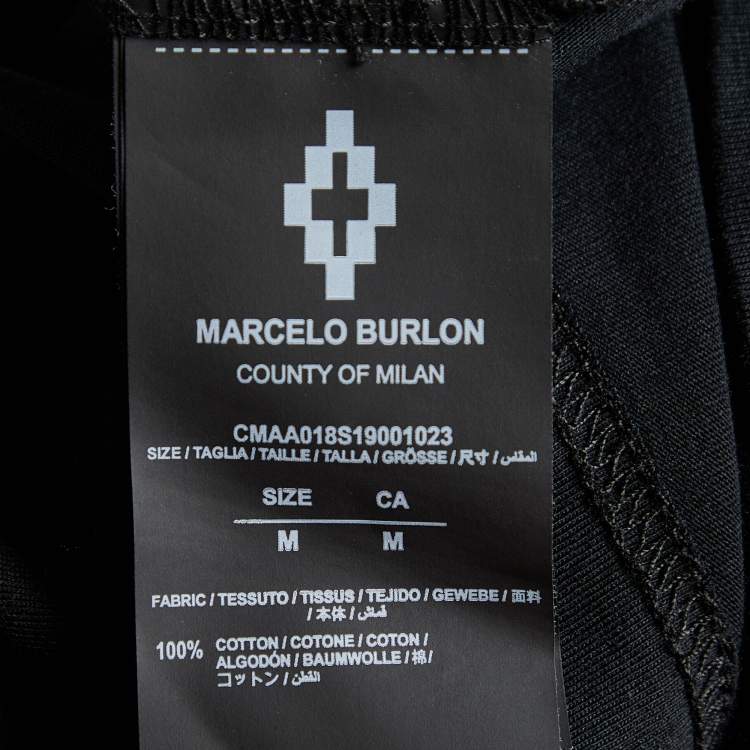 MARCELO BURLON
COUNTY OF MILAN
CMAA018S19001023
SIZE / TAGLIA / TAILLE / TALLA / GRÖSSE / 尺寸 / المقلس
SIZE CA
M M
FABRIC / TESSUTO / TISSUS / TEJIDO / GEWEBE / 面料
/ 本体 / قماش /
100% COTTON / COTONE / COTON /
ALGODÓN / BAUMWOLLE / 棉/
コットン / القطن /